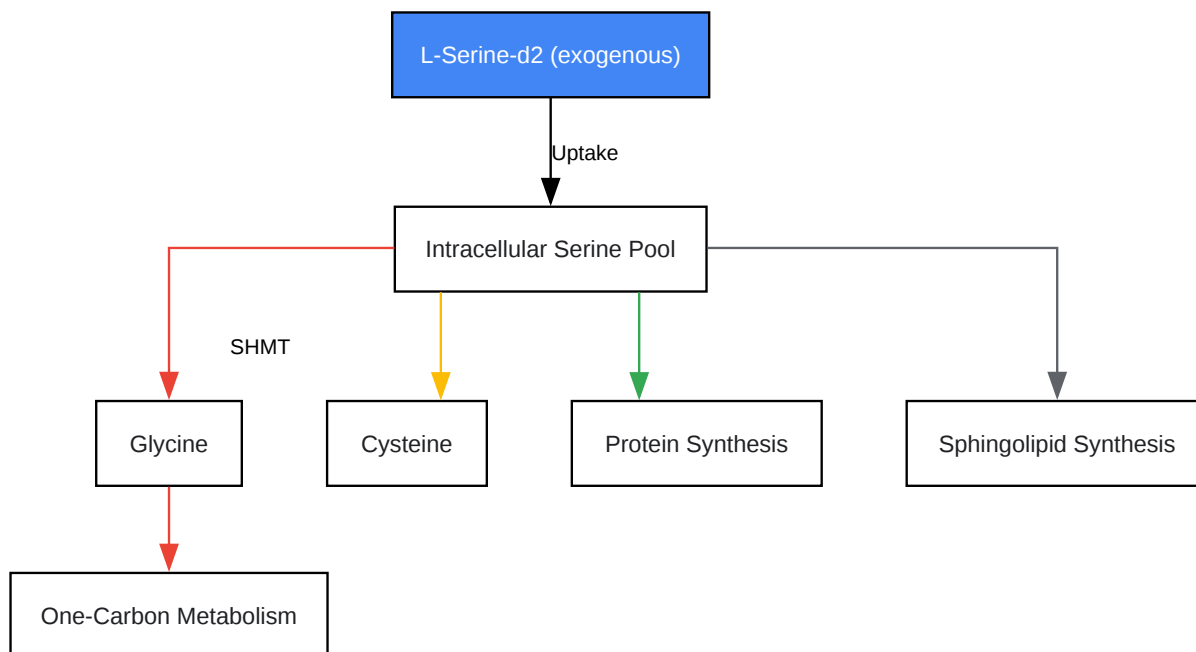 L-Serine-d2 (exogenous)
Uptake
Intracellular Serine Pool
SHMT
Glycine
Cysteine
Protein Synthesis
Sphingolipid Synthesis
One-Carbon Metabolism